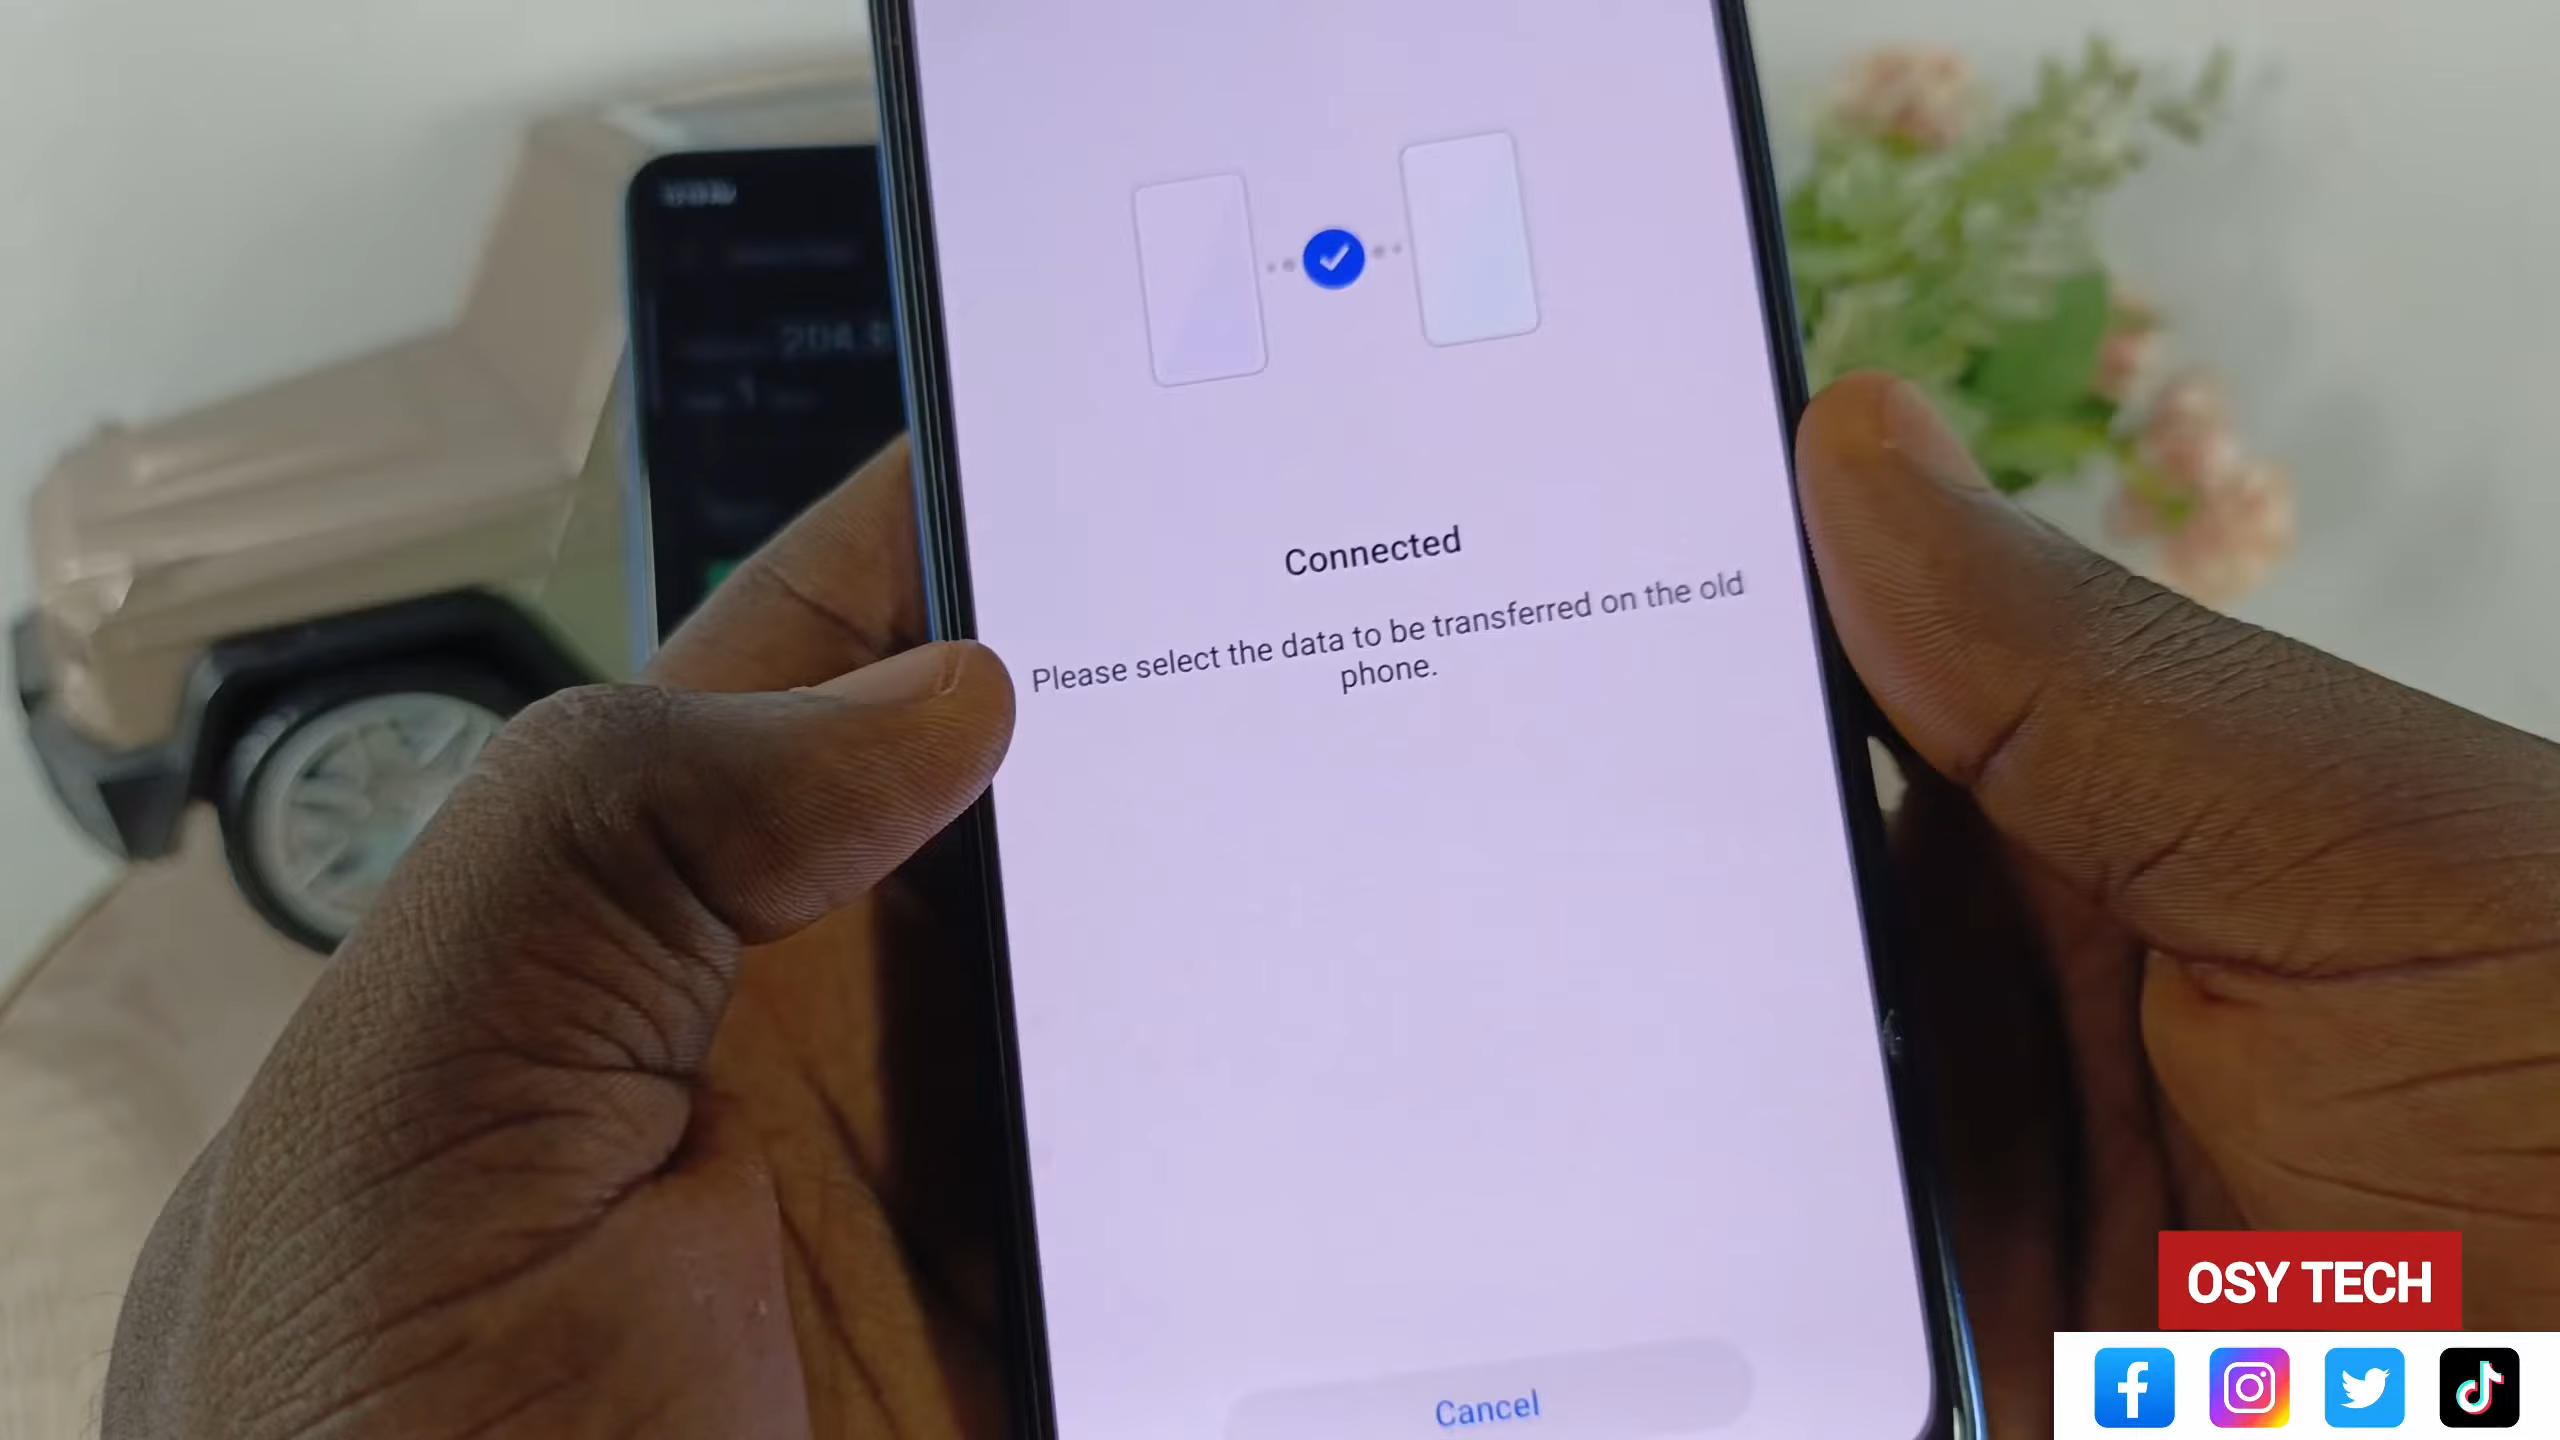 Connected
Please select the data to be transferred on the old
phone.
Cancel
OSY TECH